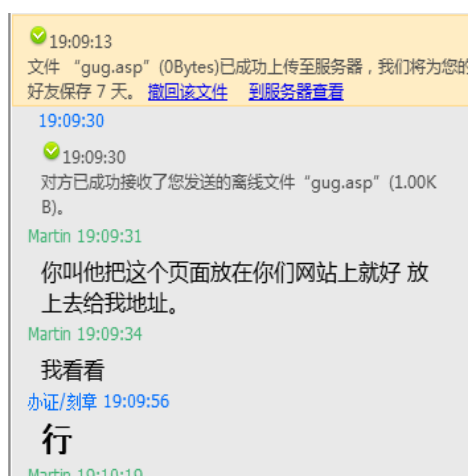 19:09:13
文件 “gug.asp”(0Bytes)已成功上传至服务器，我们将为您的
好友保存 7 天。 撤回该文件 到服务器查看
19:09:30
19:09:30
对方已成功接收了您发送的离线文件“gug.asp”(1.00K
B)。
Martin 19:09:31
你叫他把这个页面放在你们网站上就好 放
上去给我地址。
Martin 19:09:34
我看看
办证/刻章 19:09:56
行
Martin 19:10:19